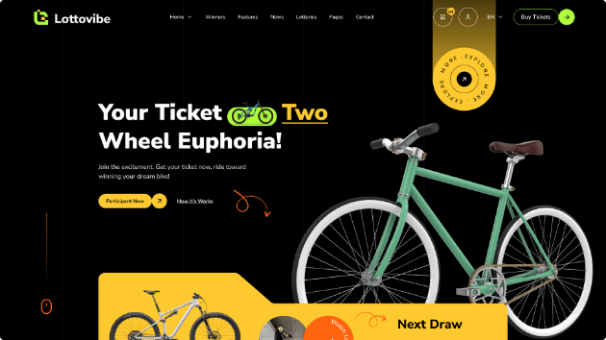 Lottovibe
Home Winners Features News Lotteries Pages Contact
EN
Buy Tickets
EXPLORE MORE EXPLORE MORE
Your Ticket Two
Wheel Euphoria!
Join the excitement. Get your ticket now, ride toward
winning your dream bike!
Participant Now
How It's Works
Next Draw